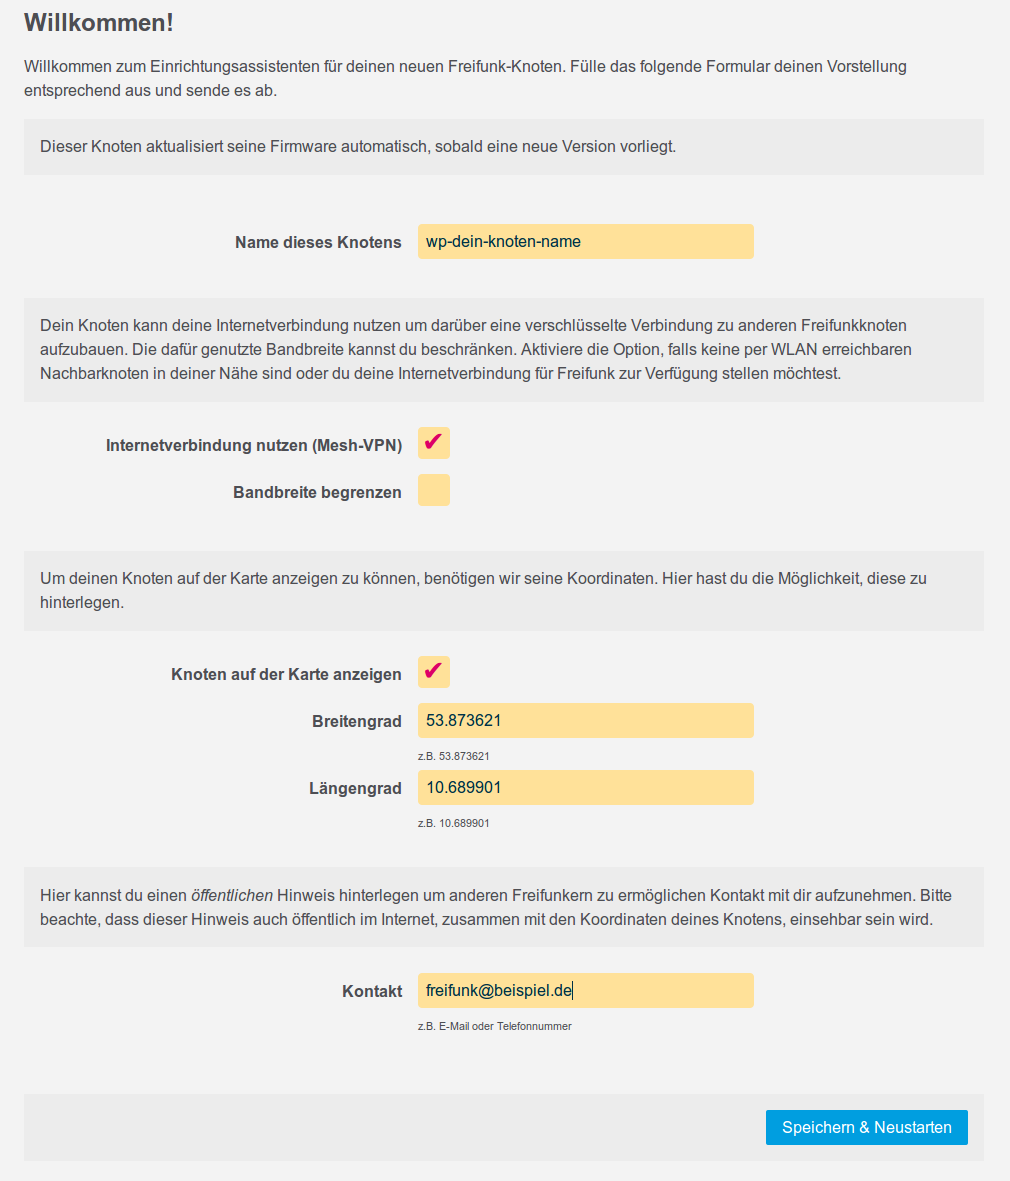 Willkommen!
Willkommen zum Einrichtungsassistenten für deinen neuen Freifunk-Knoten. Fülle das folgende Formular deinen Vorstellung
entsprechend aus und sende es ab.
Dieser Knoten aktualisiert seine Firmware automatisch, sobald eine neue Version vorliegt.
Name dieses Knotens wp-dein-knoten-name
Dein Knoten kann deine Internetverbindung nutzen um darüber eine verschlüsselte Verbindung zu anderen Freifunkknoten
aufzubauen. Die dafür genutzte Bandbreite kannst du beschränken. Aktiviere die Option, falls keine per WLAN erreichbaren
Nachbarknoten in deiner Nähe sind oder du deine Internetverbindung für Freifunk zur Verfügung stellen möchtest.
Internetverbindung nutzen (Mesh-VPN) ✔
Bandbreite begrenzen
Um deinen Knoten auf der Karte anzeigen zu können, benötigen wir seine Koordinaten. Hier hast du die Möglichkeit, diese zu
hinterlegen.
Knoten auf der Karte anzeigen ✔
Breitengrad 53.873621
z.B. 53.873621
Längengrad 10.689901
z.B. 10.689901
Hier kannst du einen öffentlichen Hinweis hinterlegen um anderen Freifunkern zu ermöglichen Kontakt mit dir aufzunehmen. Bitte
beachte, dass dieser Hinweis auch öffentlich im Internet, zusammen mit den Koordinaten deines Knotens, einsehbar sein wird.
Kontakt freifunk@beispiel.de
z.B. E-Mail oder Telefonnummer
Speichern & Neustarten